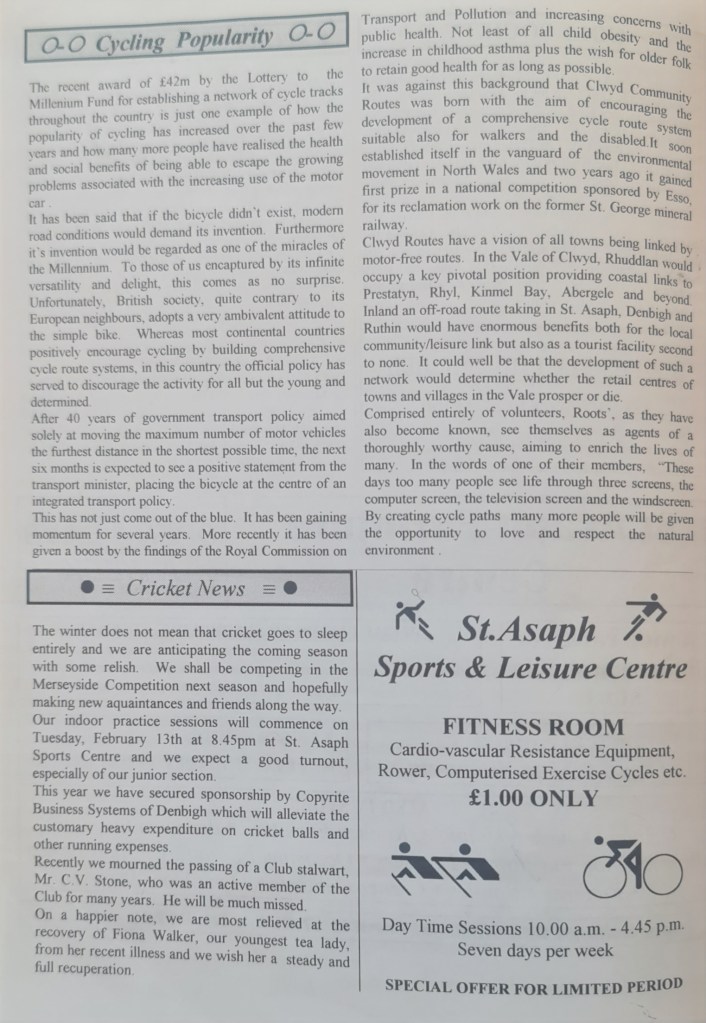 O-O Cycling Popularity O-O
The recent award of £42m by the Lottery to the
Millenium Fund for establishing a network of cycle tracks
throughout the country is just one example of how the
popularity of cycling has increased over the past few
years and how many more people have realised the health
and social benefits of being able to escape the growing
problems associated with the increasing use of the motor
car .
It has been said that if the bicycle didn't exist, modern
road conditions would demand its invention. Furthermore
it's invention would be regarded as one of the miracles of
the Millennium. To those of us encaptured by its infinite
versatility and delight, this comes as no surprise.
Unfortunately, British society, quite contrary to its
European neighbours, adopts a very ambivalent attitude to
the simple bike. Whereas most continental countries
positively encourage cycling by building comprehensive
cycle route systems, in this country the official policy has
served to discourage the activity for all but the young and
determined.
After 40 years of government transport policy aimed
solely at moving the maximum number of motor vehicles
the furthest distance in the shortest possible time, the next
six months is expected to see a positive statement from the
transport minister, placing the bicycle at the centre of an
integrated transport policy.
This has not just come out of the blue. It has been gaining
momentum for several years. More recently it has been
given a boost by the findings of the Royal Commission on
Transport and Pollution and increasing concerns with
public health. Not least of all child obesity and the
increase in childhood asthma plus the wish for older folk
to retain good health for as long as possible.
It was against this background that Clwyd Community
Routes was born with the aim of encouraging the
development of a comprehensive cycle route system
suitable also for walkers and the disabled.It soon
established itself in the vanguard of the environmental
movement in North Wales and two years ago it gained
first prize in a national competition sponsored by Esso,
for its reclamation work on the former St. George mineral
railway.
Clwyd Routes have a vision of all towns being linked by
motor-free routes. In the Vale of Clwyd, Rhuddlan would
occupy a key pivotal position providing coastal links to
Prestatyn, Rhyl, Kinmel Bay, Abergele and beyond.
Inland an off-road route taking in St. Asaph, Denbigh and
Ruthin would have enormous benefits both for the local
community/leisure link but also as a tourist facility second
to none. It could well be that the development of such a
network would determine whether the retail centres of
towns and villages in the Vale prosper or die.
Comprised entirely of volunteers, Roots', as they have
also become known, see themselves as agents of a
thoroughly worthy cause, aiming to enrich the lives of
many. In the words of one of their members, "These
days too many people see life through three screens, the
computer screen, the television screen and the windscreen.
By creating cycle paths many more people will be given
the opportunity to love and respect the natural
environment .
● ≡ Cricket News ≡ ●
The winter does not mean that cricket goes to sleep
entirely and we are anticipating the coming season
with some relish. We shall be competing in the
Merseyside Competition next season and hopefully
making new aquaintances and friends along the way.
Our indoor practice sessions will commence on
Tuesday, February 13th at 8.45pm at St. Asaph
Sports Centre and we expect a good turnout,
especially of our junior section.
This year we have secured sponsorship by Copyrite
Business Systems of Denbigh which will alleviate the
customary heavy expenditure on cricket balls and
other running expenses.
Recently we mourned the passing of a Club stalwart,
Mr. C.V. Stone, who was an active member of the
Club for many years. He will be much missed.
On a happier note, we are most relieved at the
recovery of Fiona Walker, our youngest tea lady,
from her recent illness and we wish her a steady and
full recuperation.
St.Asaph
Sports & Leisure Centre
FITNESS ROOM
Cardio-vascular Resistance Equipment,
Rower, Computerised Exercise Cycles etc.
£1.00 ONLY
Day Time Sessions 10.00 a.m. - 4.45 p.m.
Seven days per week
SPECIAL OFFER FOR LIMITED PERIOD